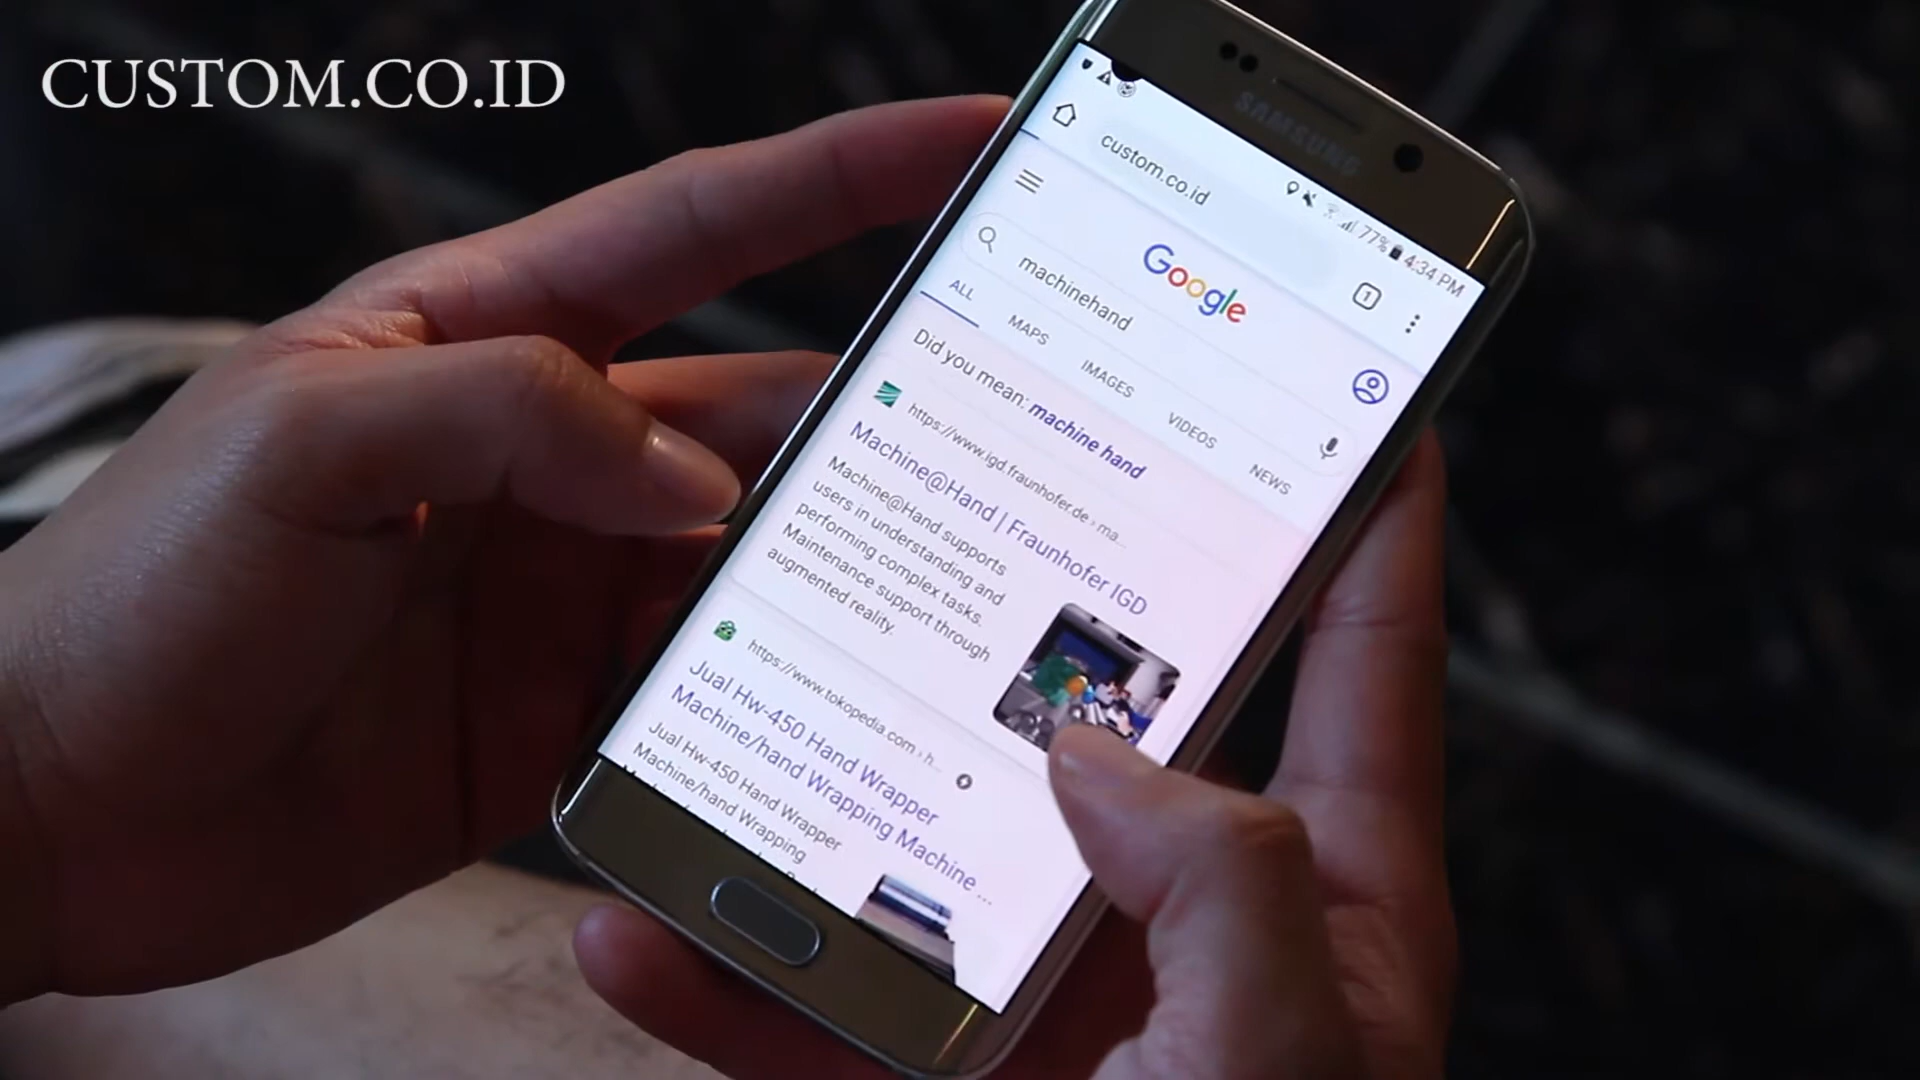 CUSTOM.CO.ID
SAMSUNG
77% 4:34 PM
custom.co.id
1
Google
machinehand
ALL MAPS IMAGES VIDEOS NEWS
Did you mean: machine hand
https://www.igd.fraunhofer.de › ma...
Machine@Hand | Fraunhofer IGD
Machine@Hand supports
users in understanding and
performing complex tasks.
Maintenance support through
augmented reality.
https://www.tokopedia.com › h...
Jual Hw-450 Hand Wrapper
Machine/hand Wrapping Machine ...
Jual Hw-450 Hand Wrapper
Machine/hand Wrapping